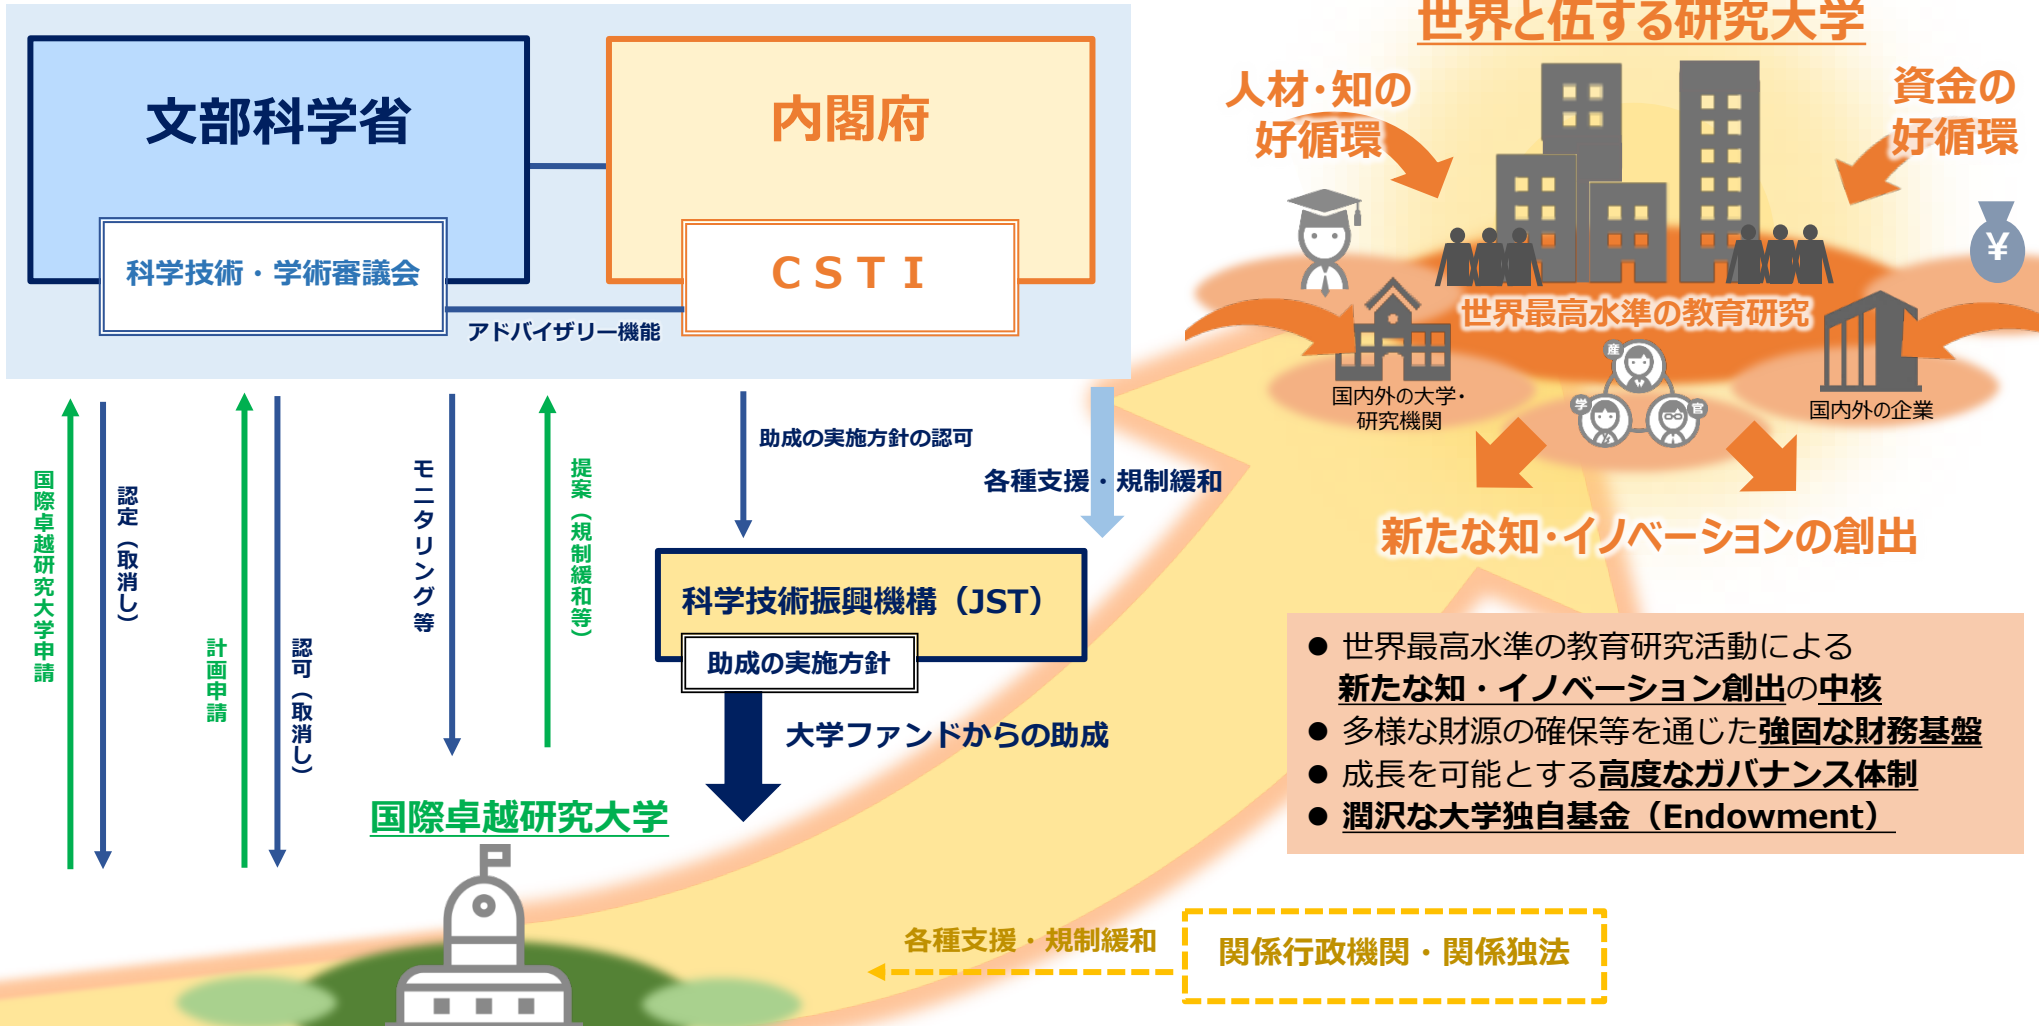 文部科学省
内閣府
科学技術・学術審議会
ＣＳＴＩ
アドバイザリー機能
国際卓越研究大学申請
認定（取消し）
計画申請
認可（取消し）
モニタリング等
提案（規制緩和等）
助成の実施方針の認可
各種支援・規制緩和
科学技術振興機構（JST）
助成の実施方針
大学ファンドからの助成
国際卓越研究大学
各種支援・規制緩和
関係行政機関・関係独法
世界と伍する研究大学
人材・知の
好循環
資金の
好循環
¥
世界最高水準の教育研究
産
学
官
国内外の大学・
研究機関
国内外の企業
新たな知・イノベーションの創出
● 世界最高水準の教育研究活動による
新たな知・イノベーション創出の中核
● 多様な財源の確保等を通じた強固な財務基盤
● 成長を可能とする高度なガバナンス体制
● 潤沢な大学独自基金（Endowment）